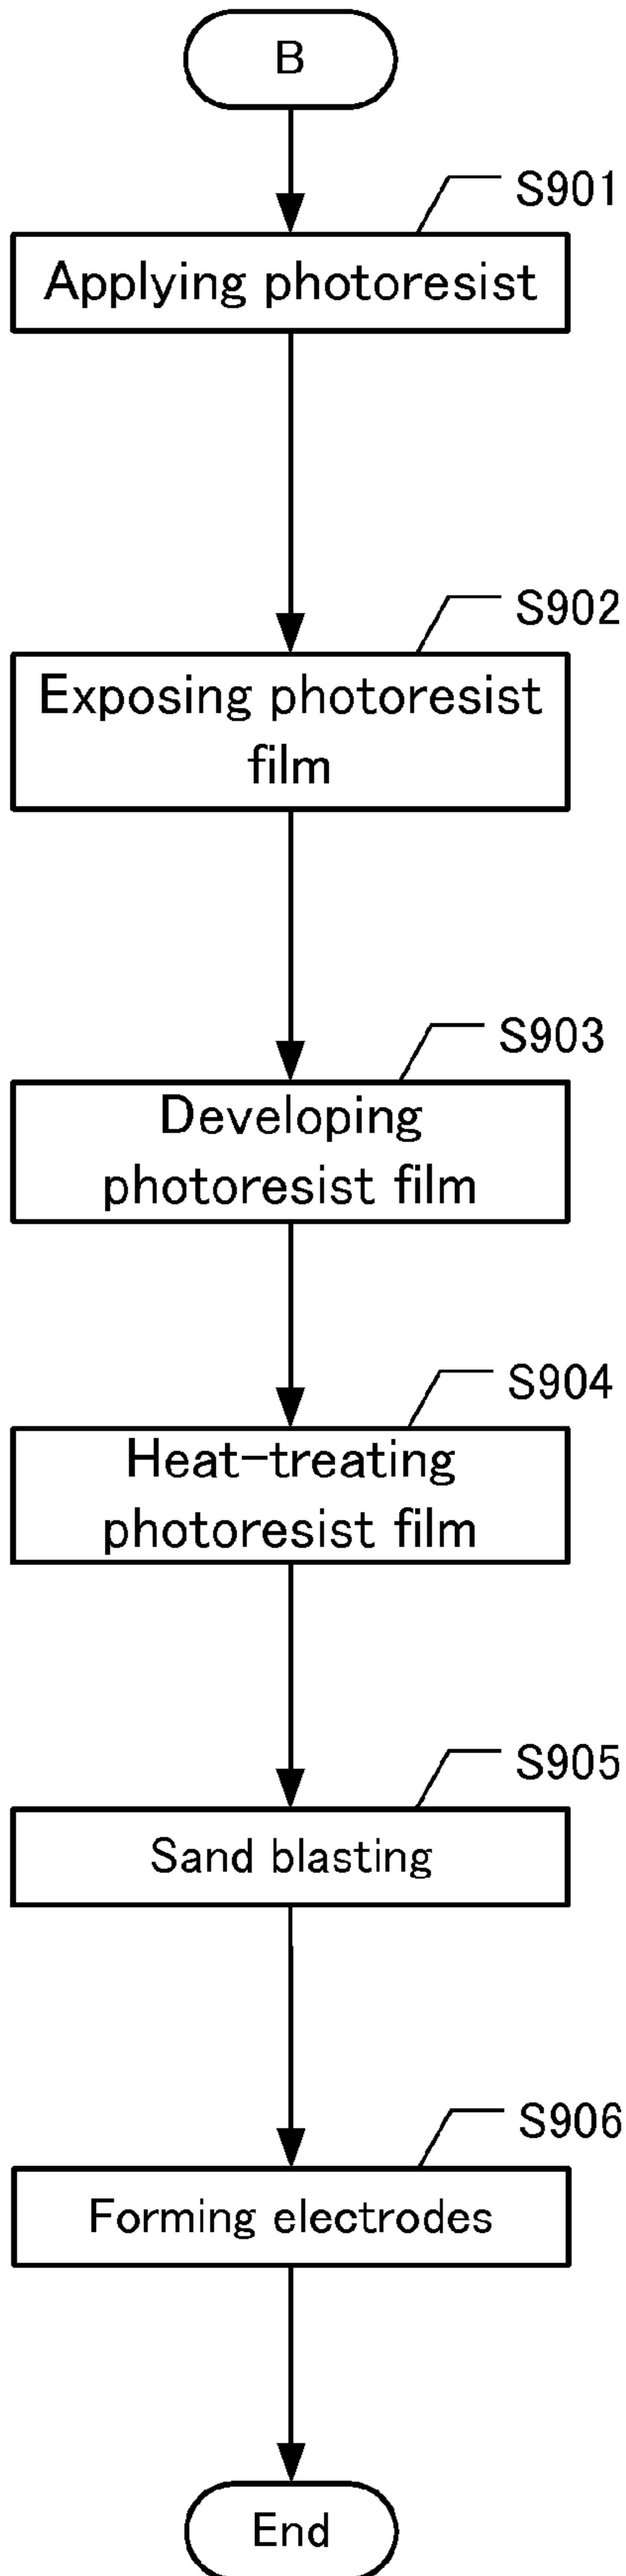 B
S901
Applying photoresist
S902
Exposing photoresist
film
S903
Developing
photoresist film
S904
Heat-treating
photoresist film
S905
Sand blasting
S906
Forming electrodes
End